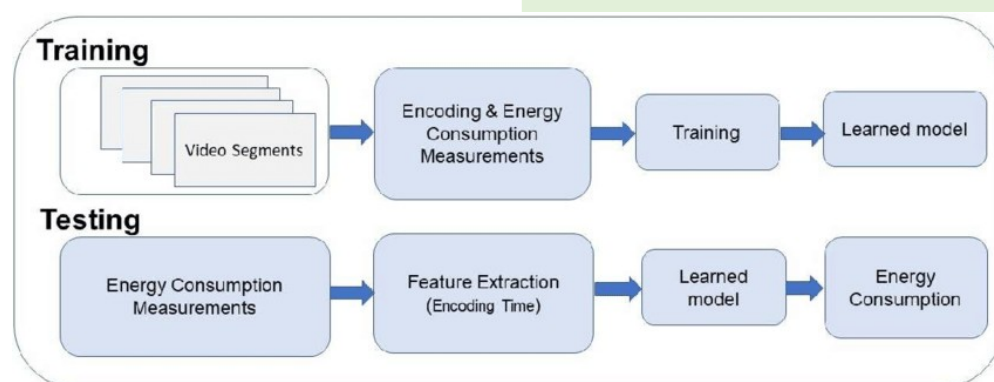 Training
Video Segments
Encoding & Energy
Consumption
Measurements
Training
Learned model
Testing
Energy Consumption
Measurements
Feature Extraction
(Encoding Time)
Learned
model
Energy
Consumption